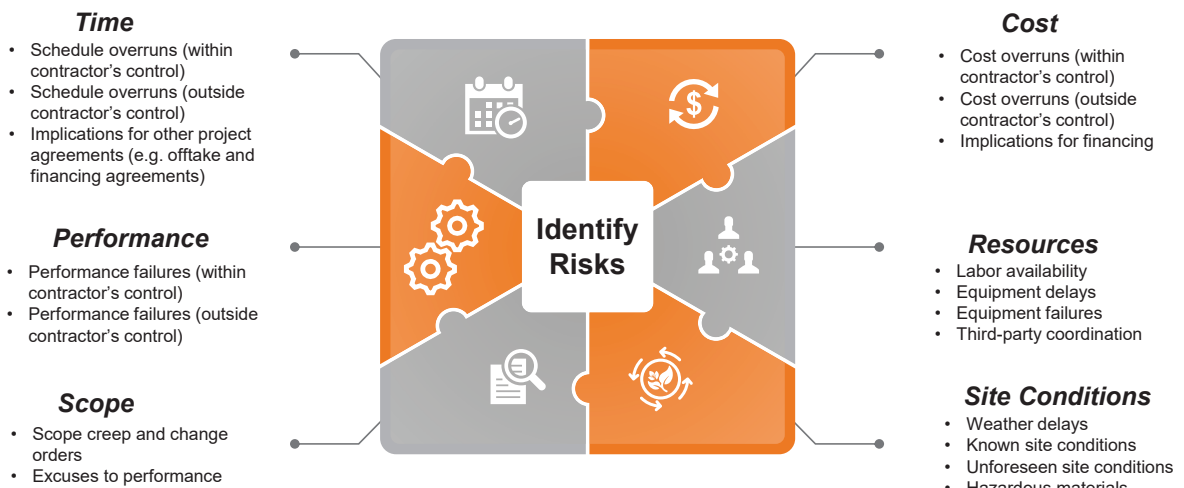 Time
• Schedule overruns (within
contractor's control)
• Schedule overruns (outside
contractor's control)
• Implications for other project
agreements (e.g. offtake and
financing agreements)
Performance
• Performance failures (within
contractor's control)
• Performance failures (outside
contractor's control)
Scope
• Scope creep and change
orders
• Excuses to performance
$
Identify
Risks
Cost
• Cost overruns (within
contractor's control)
• Cost overruns (outside
contractor's control)
• Implications for financing
Resources
• Labor availability
• Equipment delays
• Equipment failures
• Third-party coordination
Site Conditions
• Weather delays
• Known site conditions
• Unforeseen site conditions
• Hazardous materials